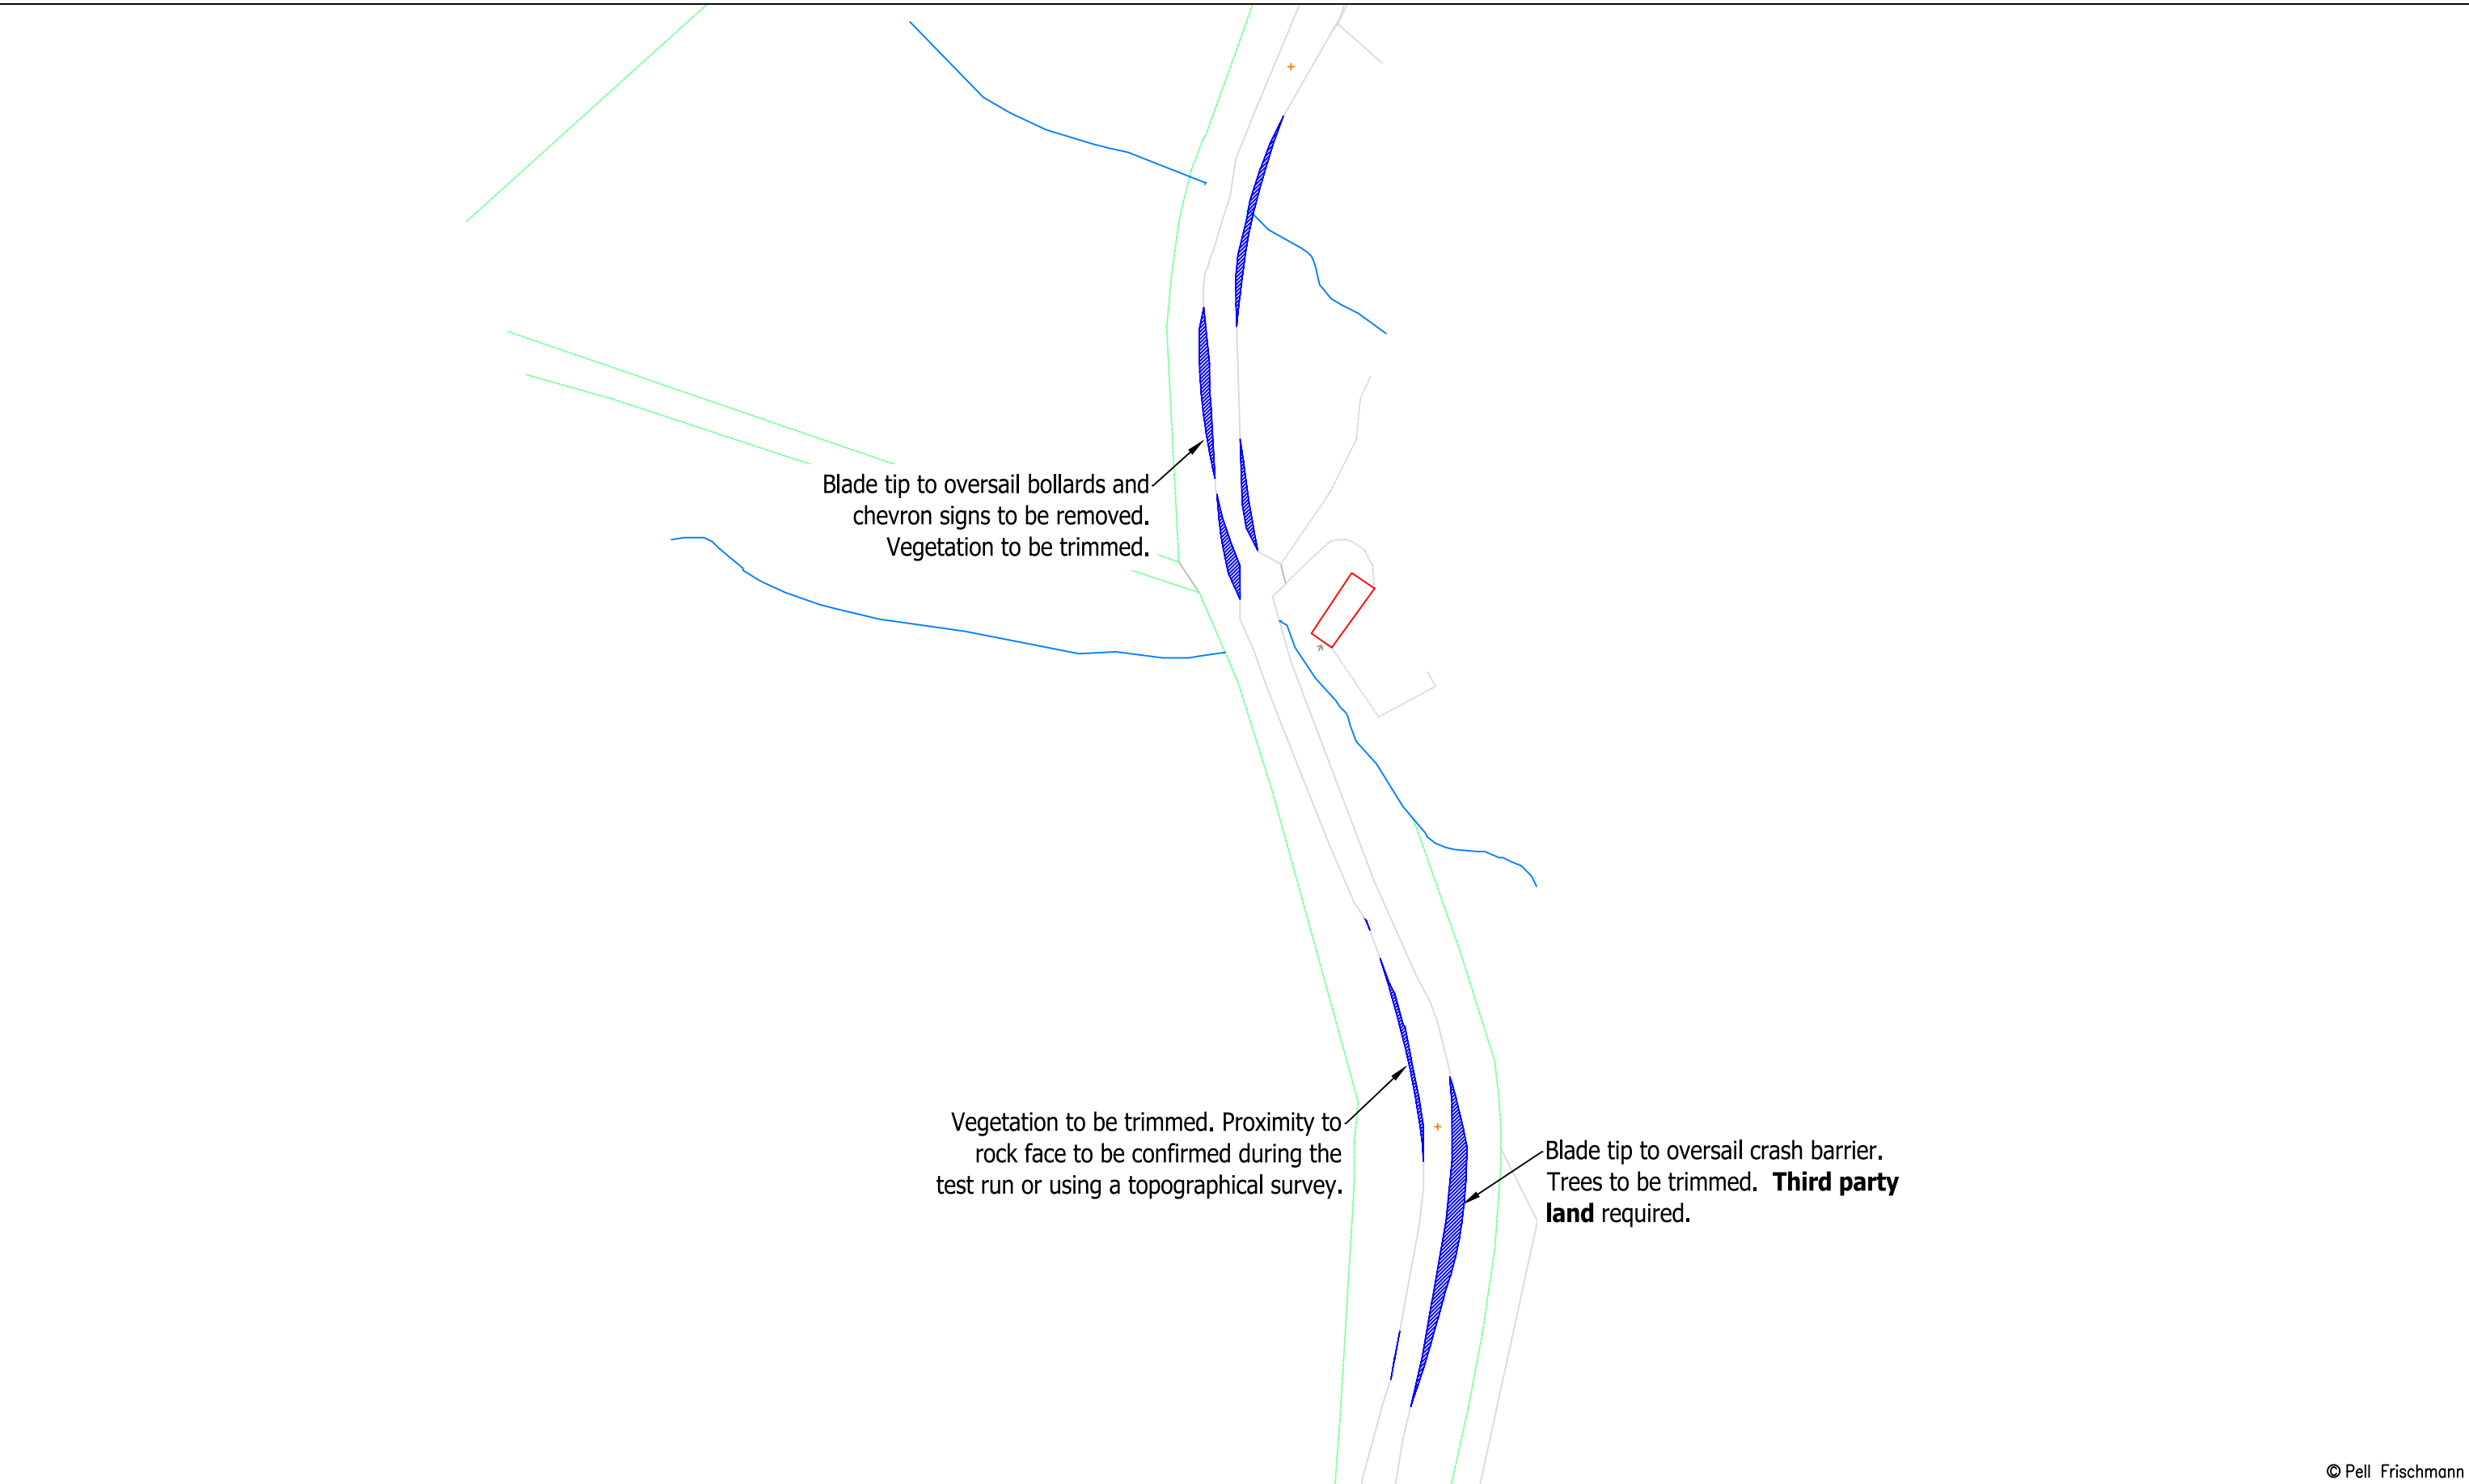 Blade tip to oversail bollards and
chevron signs to be removed.
Vegetation to be trimmed.
Vegetation to be trimmed. Proximity to
rock face to be confirmed during the
test run or using a topographical survey.
Blade tip to oversail crash barrier.
Trees to be trimmed. Third party
land required.
© Pell Frischmann